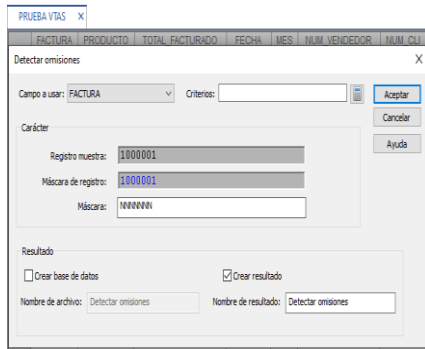 PRUEBA VTAS X
FACTURA PRODUCTO TOTAL_FACTURADO FECHA MES NUM_VENDEDOR NUM_CLI
Detectar omisiones X
Campo a usar: FACTURA Criterios: Aceptar
Cancelar
Carácter
Ayuda
Registro muestra: 1000001
Máscara de registro: 1000001
Máscara: NNNNNNN
Resultado
Crear base de datos Crear resultado
Nombre de archivo: Detectar omisiones Nombre de resultado: Detectar omisiones